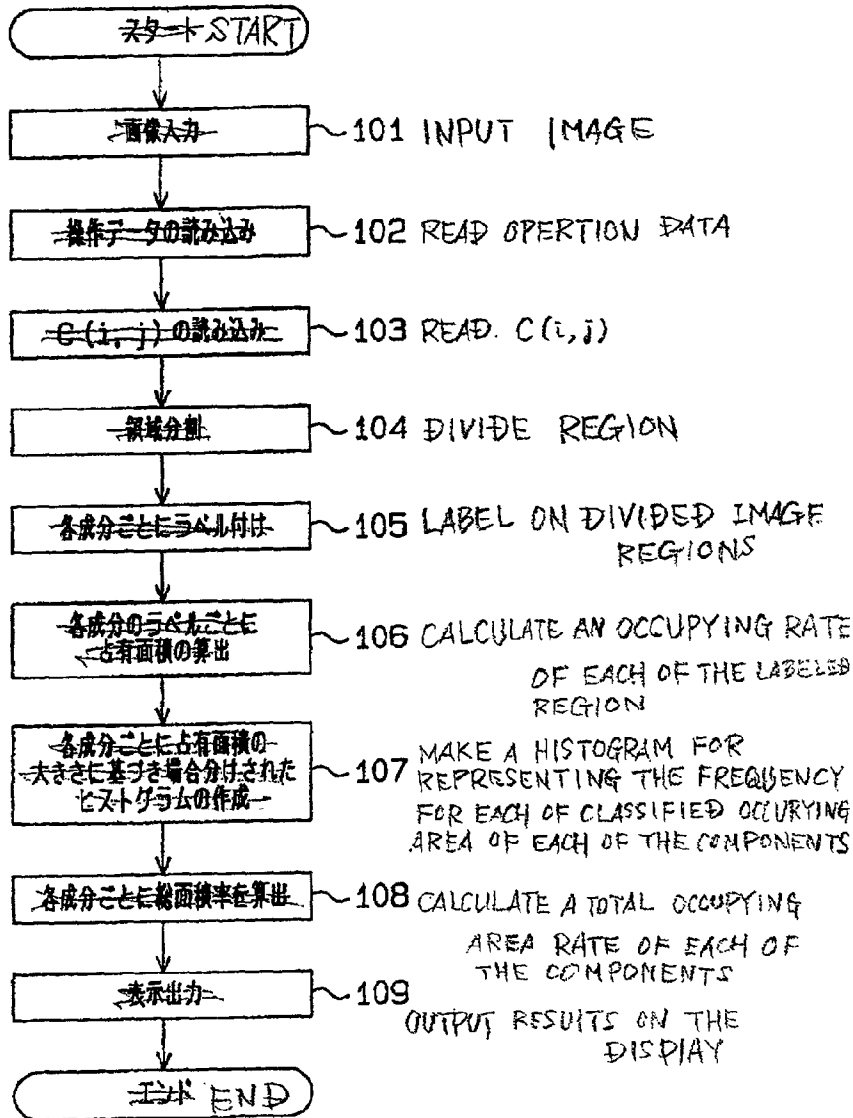 スタート START
画像入力
101 INPUT IMAGE
操作データの読み込み
102 READ OPERTION DATA
C(i, j) の読み込み
103 READ. C(i,j)
領域分割
104 DIVIDE REGION
各成分ごとにラベル付け
105 LABEL ON DIVIDED IMAGE
REGIONS
各成分のラベルごとに
占有面積の算出
106 CALCULATE AN OCCUPYING RATE
OF EACH OF THE LABELED
REGION
各成分ごとに占有面積の
大きさに基づき場合分けされた
ヒストグラムの作成
107 MAKE A HISTOGRAM FOR
REPRESENTING THE FREQUENCY
FOR EACH OF CLASSIFIED OCCURYING
AREA OF EACH OF THE COMPONENTS
各成分ごとに総面積率を算出
108 CALCULATE A TOTAL OCCUPYING
AREA RATE OF EACH OF
THE COMPONENTS
表示出力
109
OUTPUT RESULTS ON THE
DISPLAY
エンド END